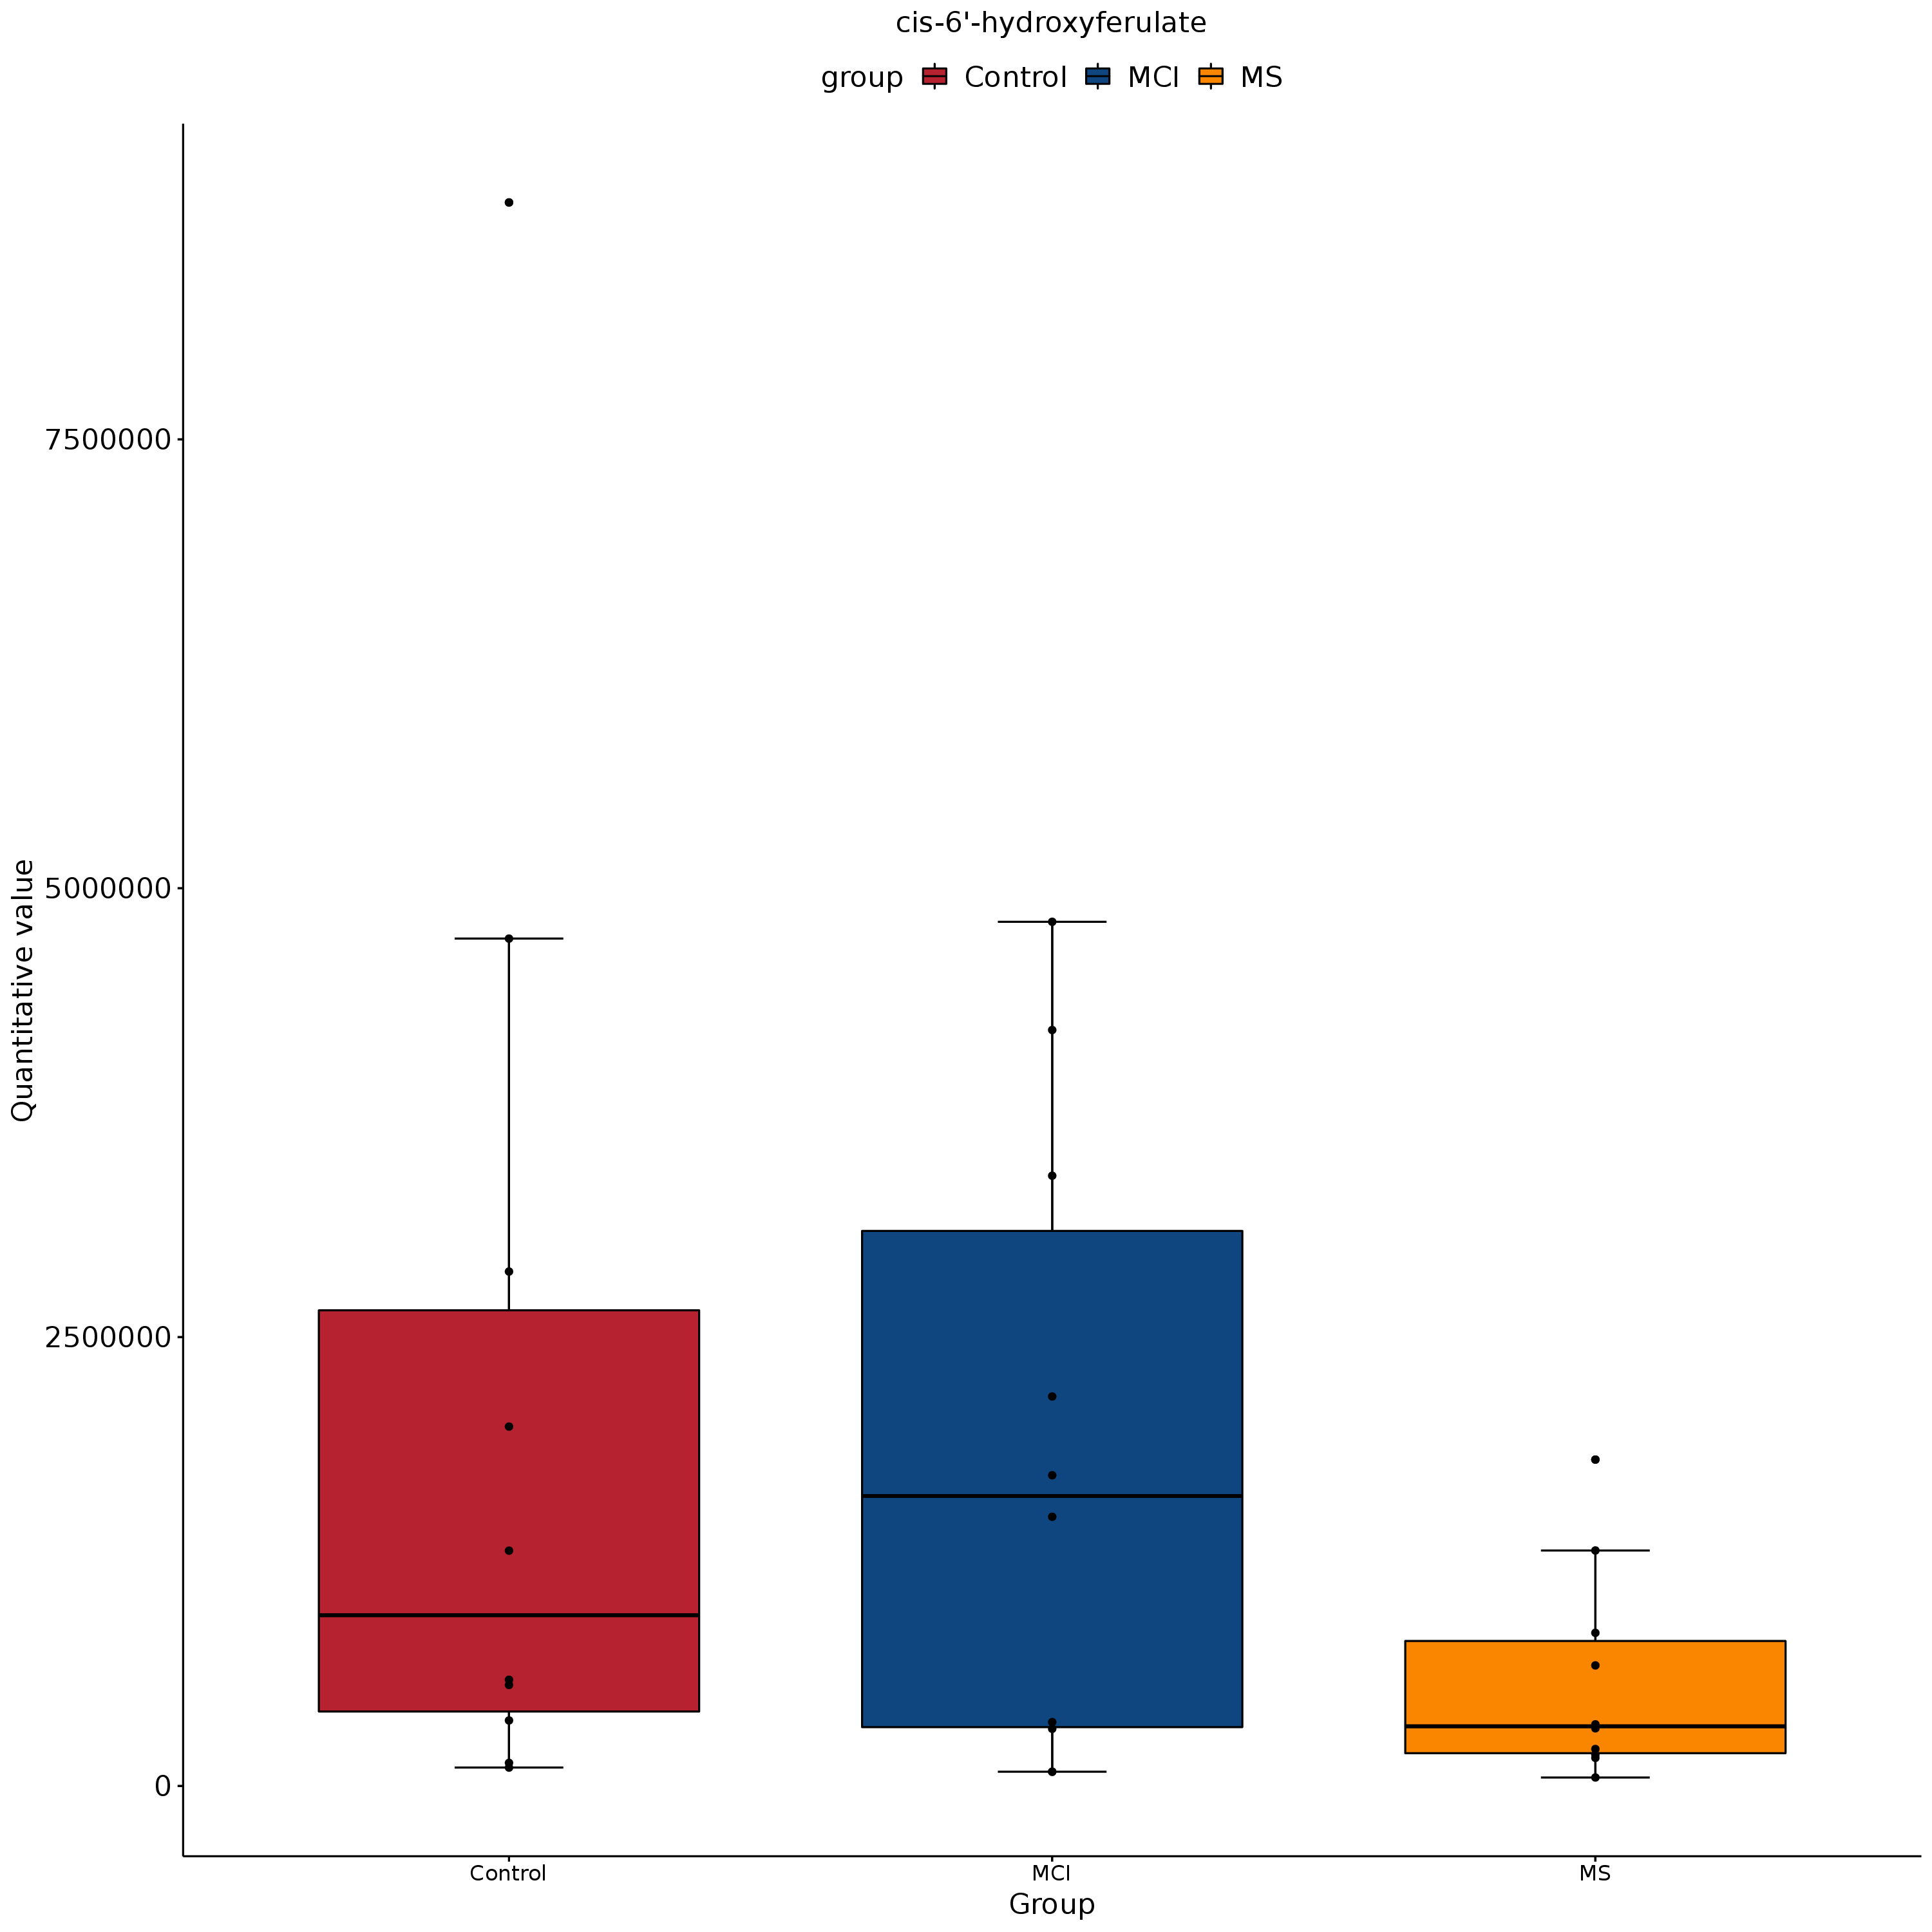 cis-6'-hydroxyferulate
group Control MCI MS
Quantitative value
7500000
5000000
2500000
0
Control MCI MS
Group